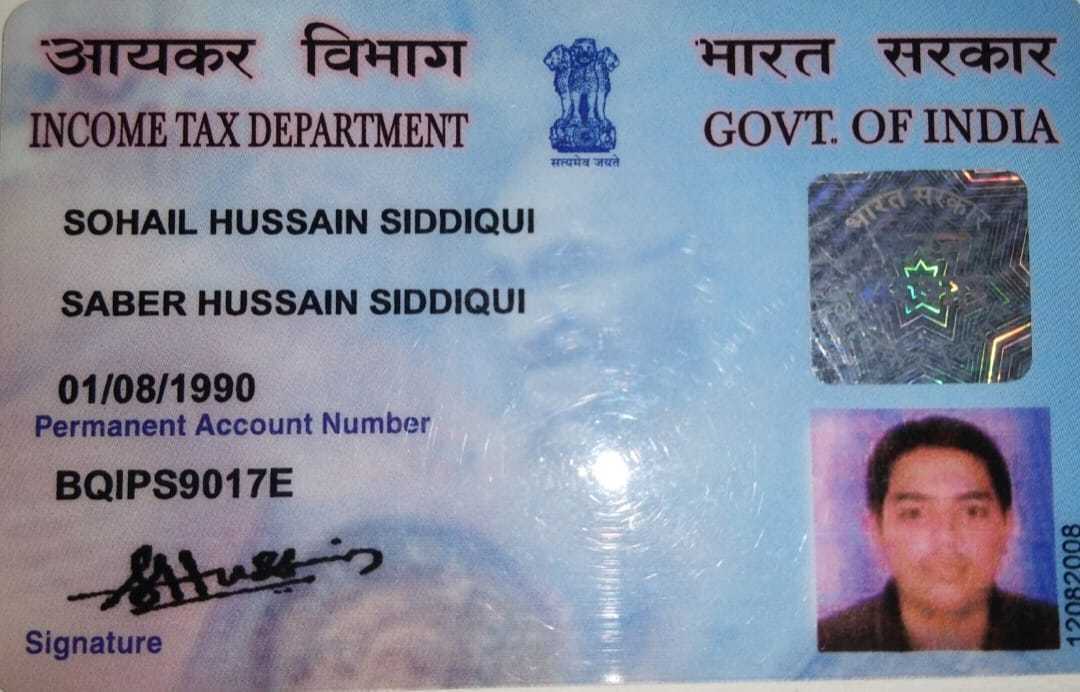 आयकर विभाग
INCOME TAX DEPARTMENT
सत्यमेव जयते
भारत सरकार
GOVT. OF INDIA
भारत सरकार
SOHAIL HUSSAIN SIDDIQUI
SABER HUSSAIN SIDDIQUI
01/08/1990
Permanent Account Number
BQIPS9017E
SHussain
Signature
12082008